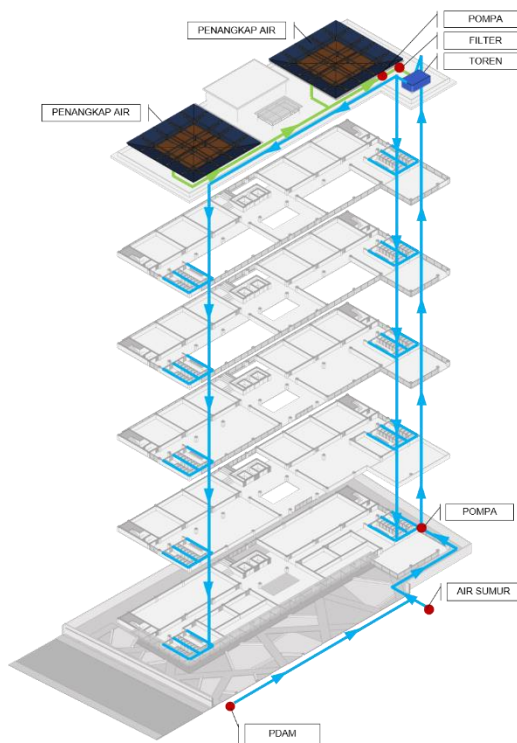 POMPA
PENANGKAP AIR
FILTER
TOREN
PENANGKAP AIR
POMPA
AIR SUMUR
PDAM